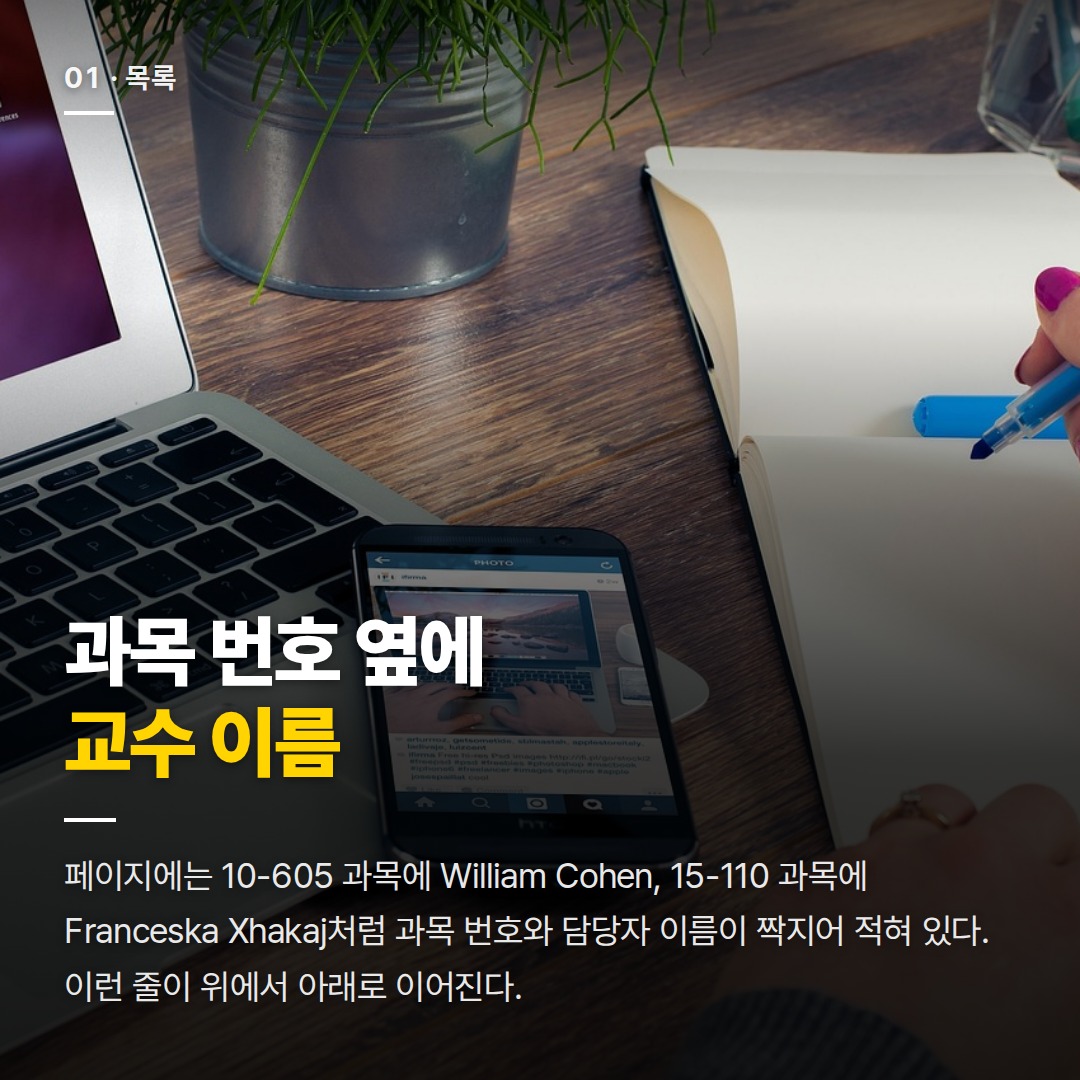 01 · 목록
PHOTO
과목 번호 옆에
교수 이름
페이지에는 10-605 과목에 William Cohen, 15-110 과목에
Franceska Xhakaj처럼 과목 번호와 담당자 이름이 짝지어 적혀 있다.
이런 줄이 위에서 아래로 이어진다.